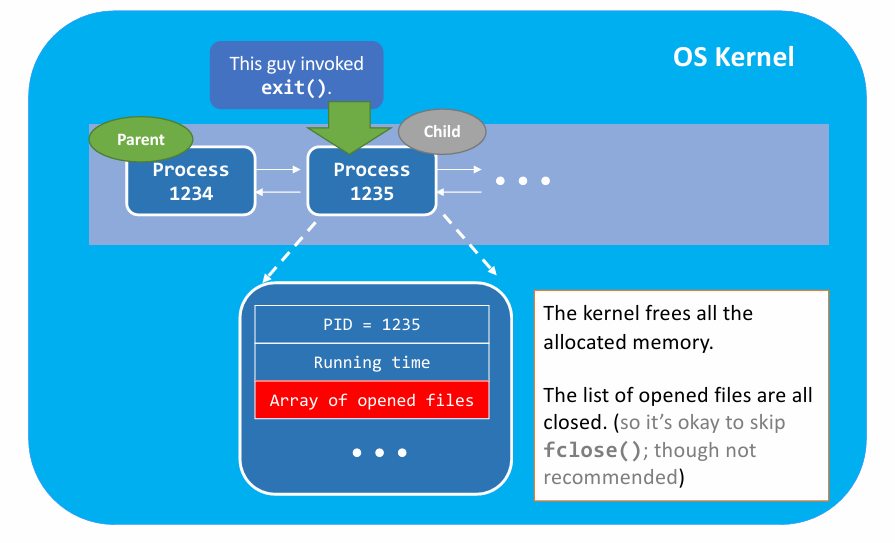 OS Kernel
This guy invoked
exit().
Parent
Child
Process
1234
Process
1235
PID = 1235
Running time
Array of opened files
The kernel frees all the
allocated memory.
The list of opened files are all
closed. (so it’s okay to skip
fclose(); though not
recommended)